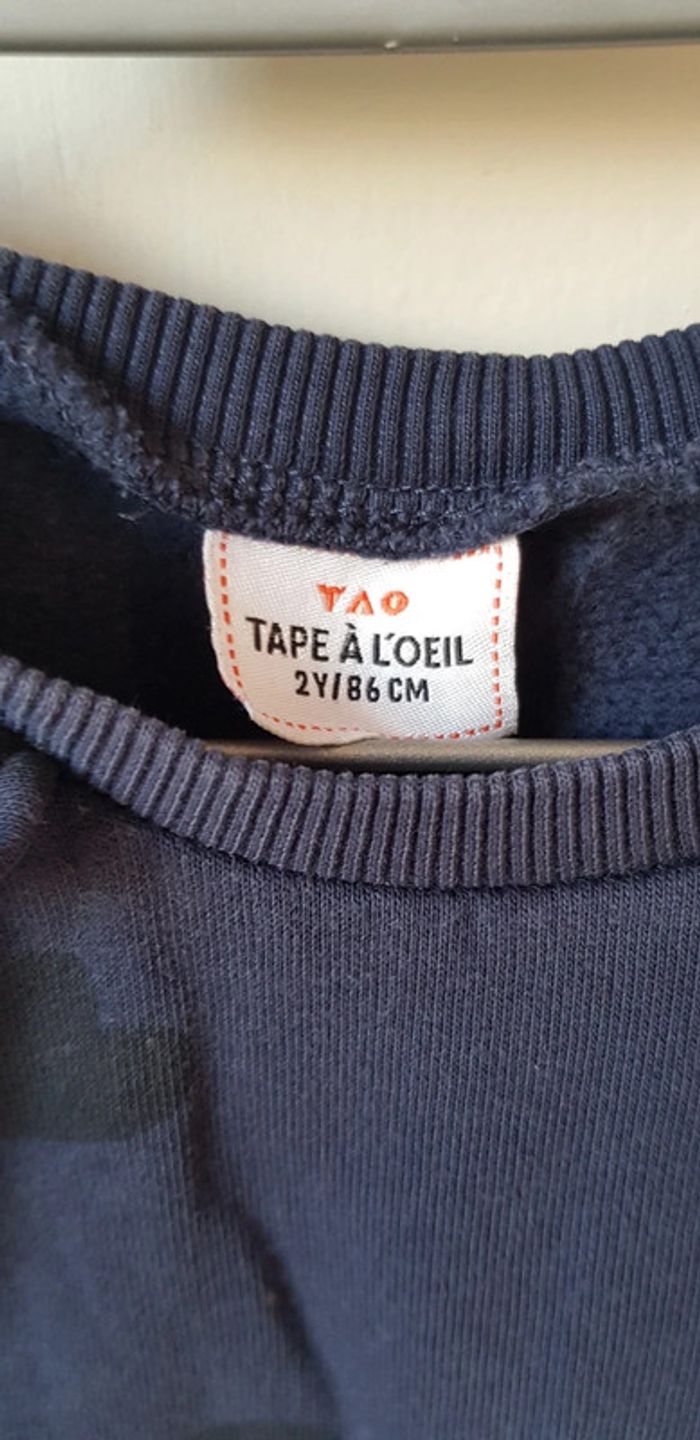 TAO
TAPE À L'OEIL
2Y/86 CM